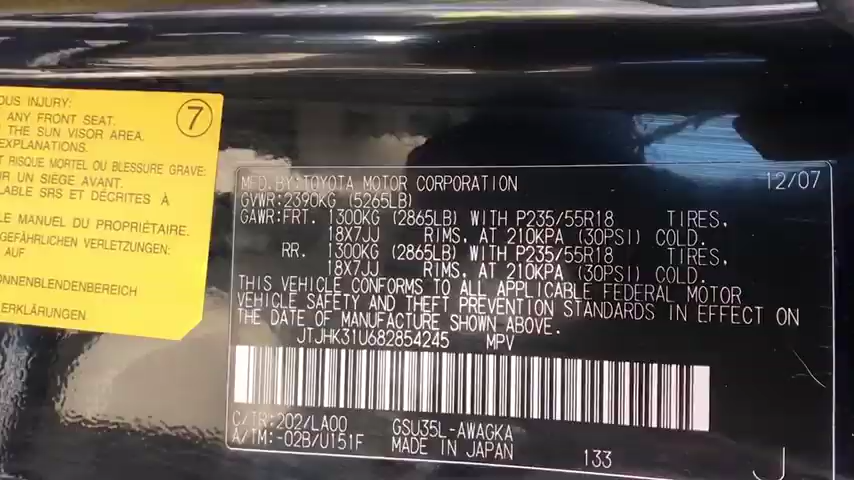 OUS INJURY:
ANY FRONT SEAT.
THE SUN VISOR AREA.
EXPLANATIONS.
T RISQUE MORTEL OU BLESSURE GRAVE:
UR UN SIEGE AVANT.
LABLE SRS ET DÉCRITES À
LE MANUEL DU PROPRIÉTAIRE.
GEFÄHRLICHEN VERLETZUNGEN:
AUF
ONNENBLENDENBEREICH
ERKLÄRUNGEN
7
MFD.BY:TOYOTA MOTOR CORPORATION 12/07
GVWR:2390KG (5265LB)
GAWR:FRT. 1300KG (2865LB) WITH P235/55R18 TIRES,
18X7JJ RIMS, AT 210KPA (30PSI) COLD.
RR. 1300KG (2865LB) WITH P235/55R18 TIRES,
18X7JJ RIMS, AT 210KPA (30PSI) COLD.
THIS VEHICLE CONFORMS TO ALL APPLICABLE FEDERAL MOTOR
VEHICLE SAFETY AND THEFT PREVENTION STANDARDS IN EFFECT ON
THE DATE OF MANUFACTURE SHOWN ABOVE.
JTJHK31U682854245 MPV
C/TR:202/LA00 GSU35L-AWAGKA
A/TM:-02B/U151F MADE IN JAPAN 133
J